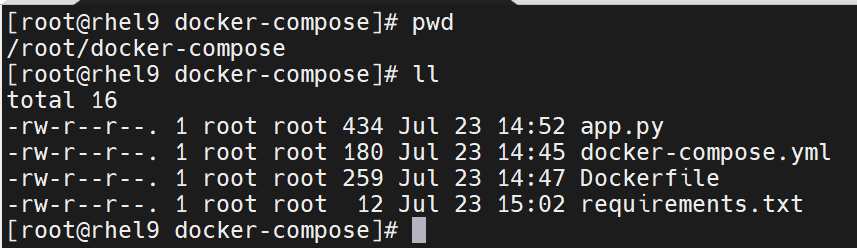 [root@rhel9 docker-compose]# pwd
/root/docker-compose
[root@rhel9 docker-compose]# ll
total 16
-rw-r--r--. 1 root root 434 Jul 23 14:52 app.py
-rw-r--r--. 1 root root 180 Jul 23 14:45 docker-compose.yml
-rw-r--r--. 1 root root 259 Jul 23 14:47 Dockerfile
-rw-r--r--. 1 root root  12 Jul 23 15:02 requirements.txt
[root@rhel9 docker-compose]#